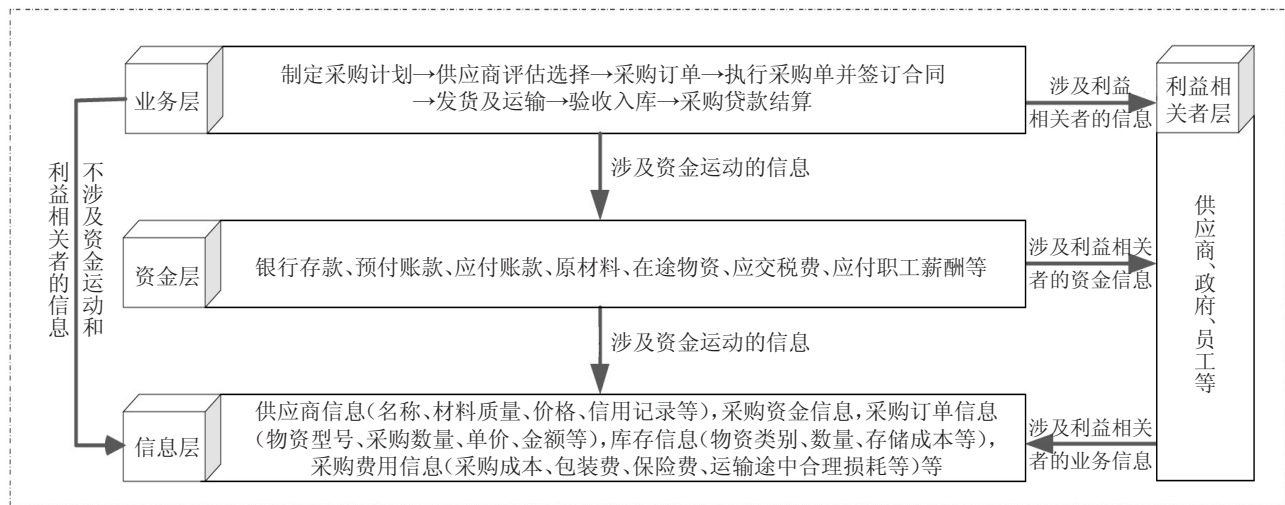 业务层
制定采购计划→供应商评估选择→采购订单→执行采购单并签订合同
→发货及运输→验收入库→采购贷款结算
涉及利益
相关者的信息
利益相
关者层
不涉及资金运动和
利益相关者的信息
涉及资金运动的信息
资金层
银行存款、预付账款、应付账款、原材料、在途物资、应交税费、应付职工薪酬等
涉及利益相关
者的资金信息
供应商、政府、员工等
涉及资金运动的信息
信息层
供应商信息(名称、材料质量、价格、信用记录等),采购资金信息,采购订单信息
(物资型号、采购数量、单价、金额等),库存信息(物资类别、数量、存储成本等),
采购费用信息(采购成本、包装费、保险费、运输途中合理损耗等)等
涉及利益相关
者的业务信息